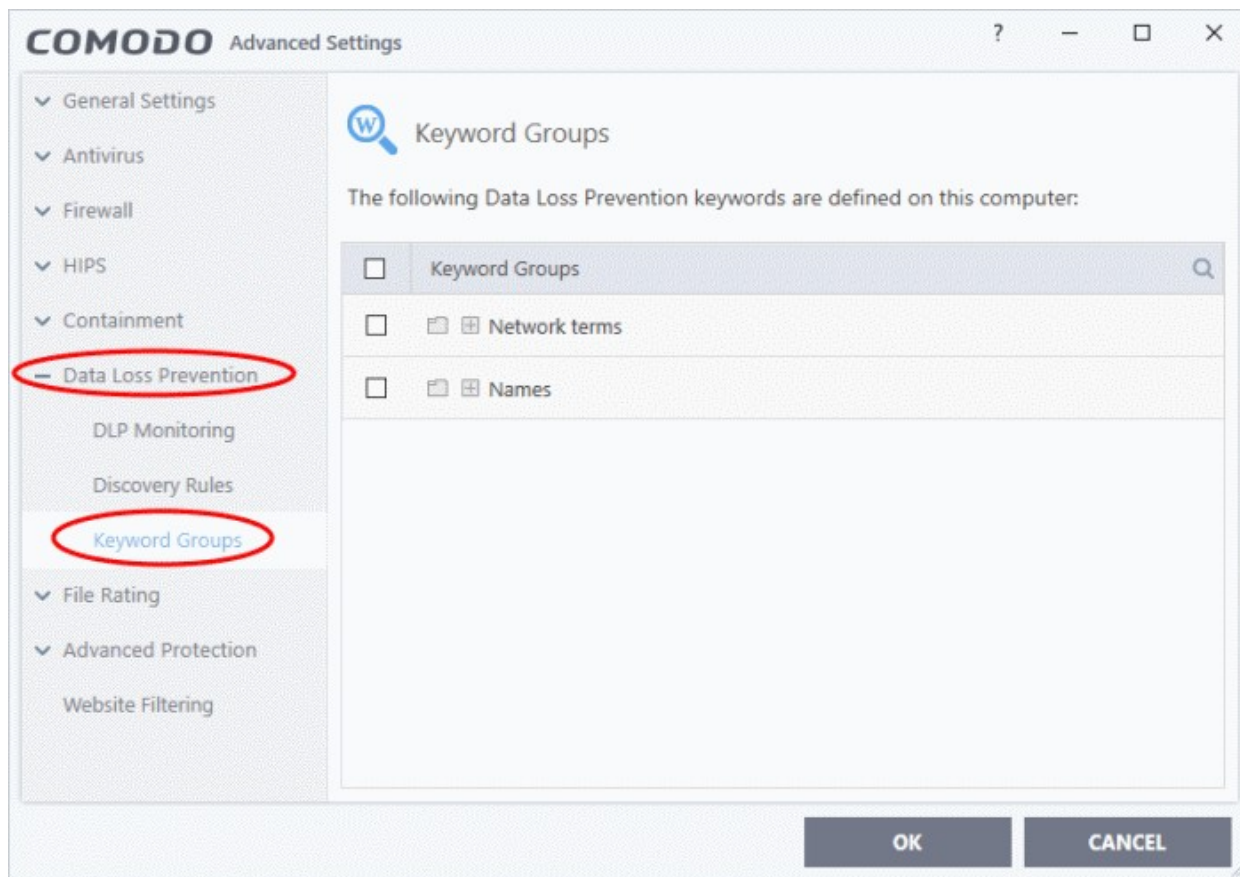 COMODO Advanced Settings
?
General Settings
Antivirus
Firewall
HIPS
Containment
Data Loss Prevention
DLP Monitoring
Discovery Rules
Keyword Groups
File Rating
Advanced Protection
Website Filtering
W
Keyword Groups
The following Data Loss Prevention keywords are defined on this computer:
Keyword Groups
Network terms
Names
OK
CANCEL